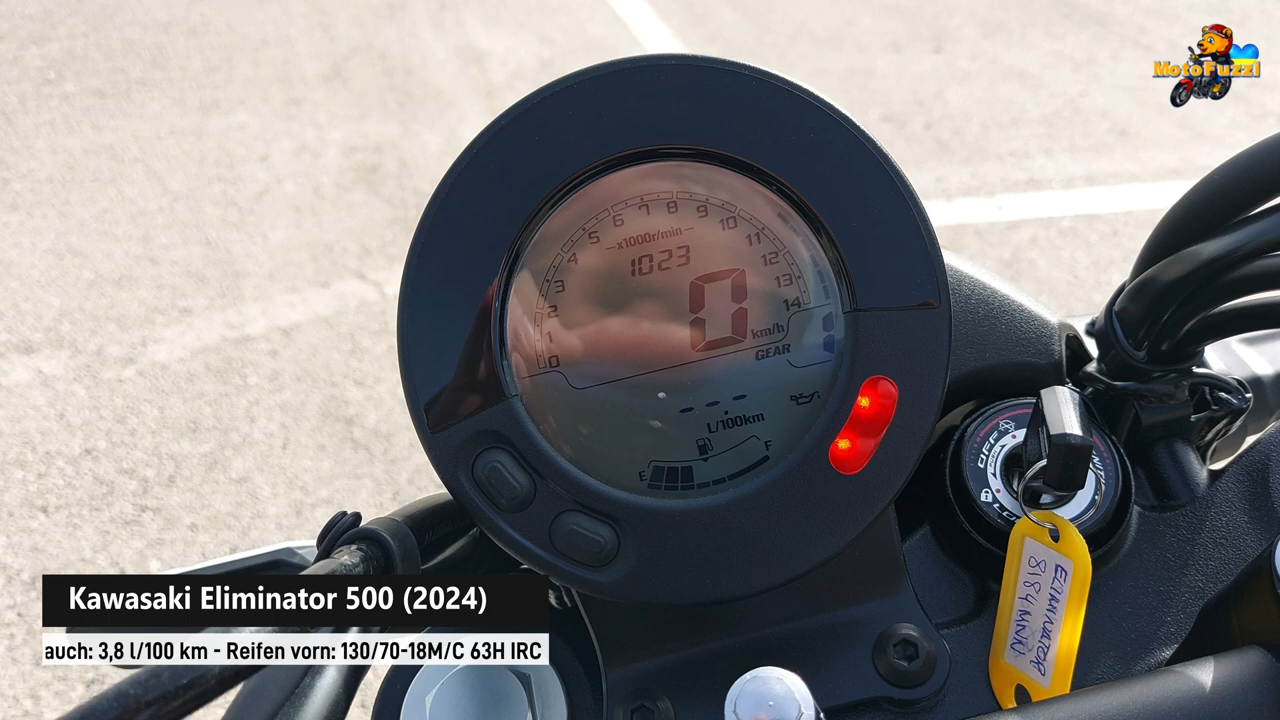 MotoFuzzi
0 1 2 3 4 5 6 7 8 9 10 11 12 13 14
x1000r/min
1023
0
km/h
GEAR
L/100km
E F
OFF
ELIMINATOR
Kawasaki Eliminator 500 (2024)
auch: 3,8 l/100 km - Reifen vorn: 130/70-18M/C 63H IRC